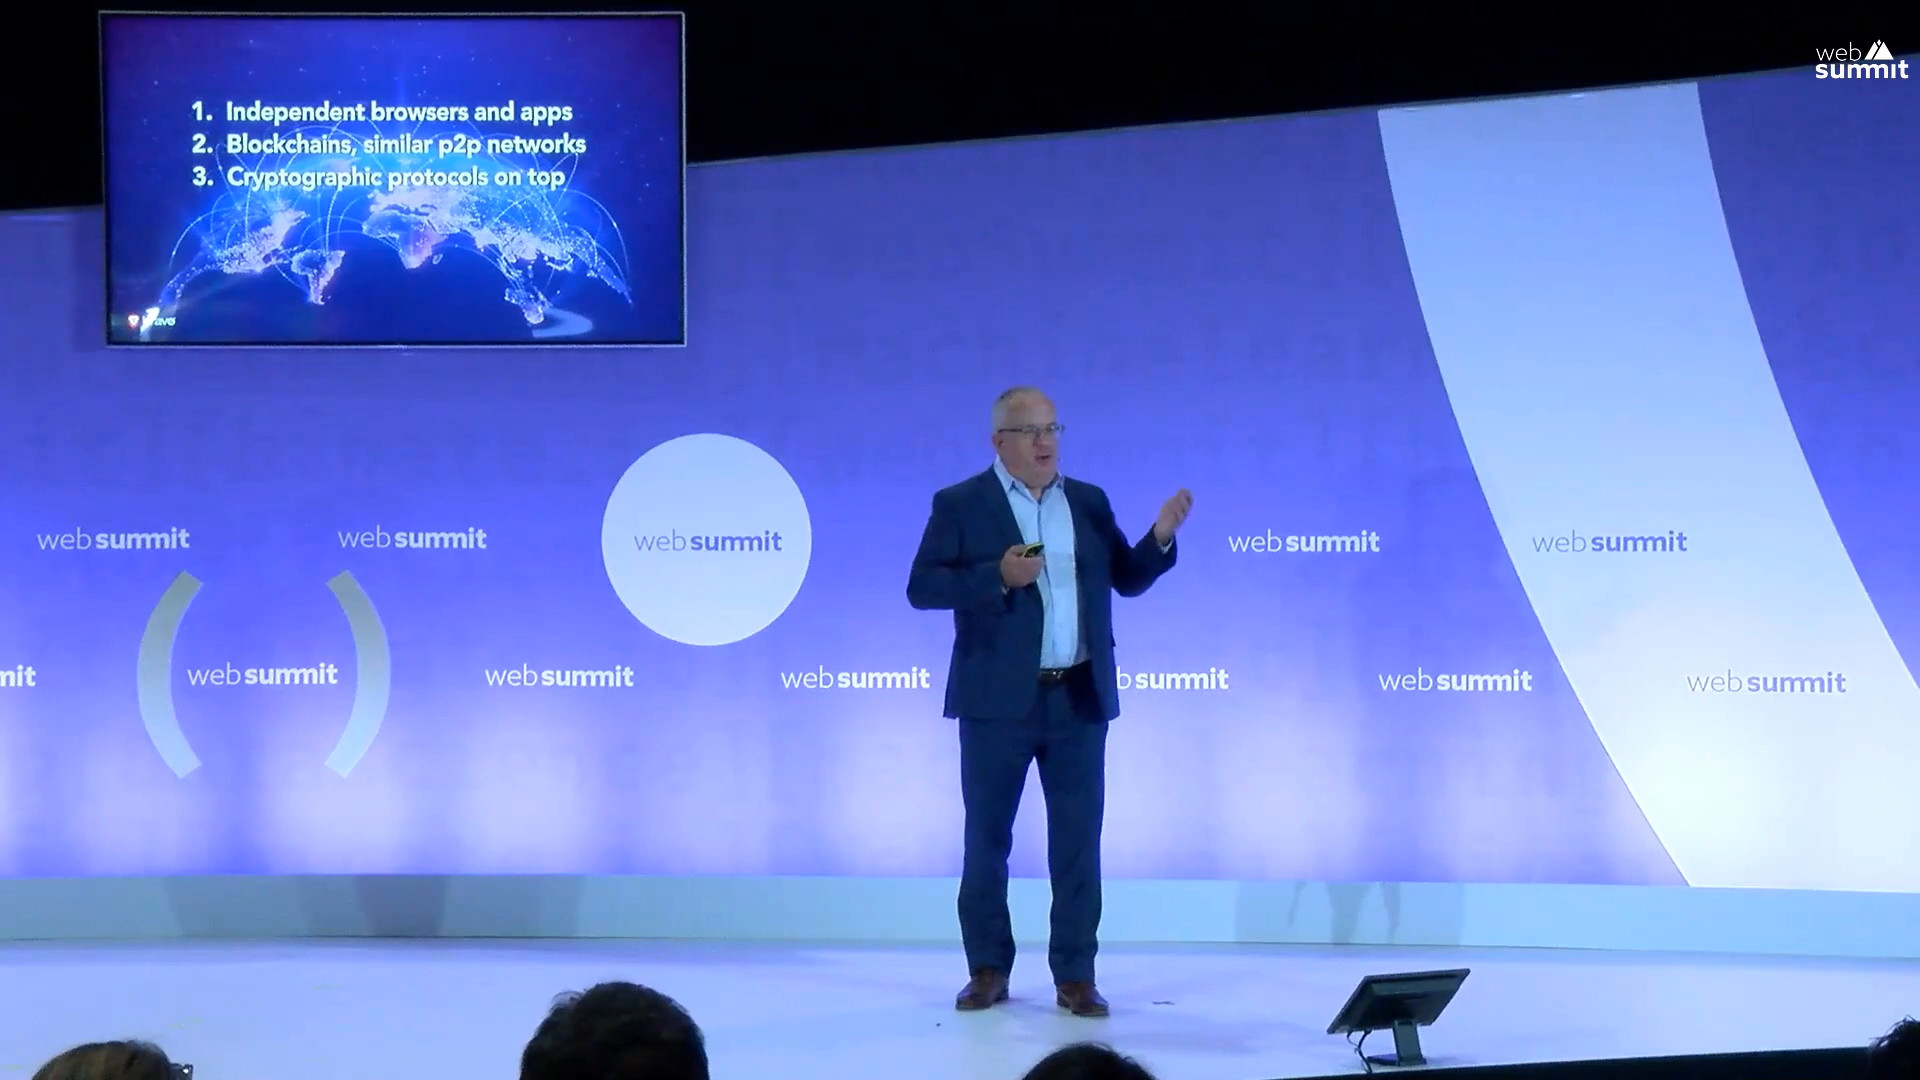 web
summit
1. Independent browsers and apps
2. Blockchains, similar p2p networks
3. Cryptographic protocols on top
brave
web summit
web summit
web summit
web summit
web summit
mit
web summit
web summit
web summit
b summit
web summit
web summit